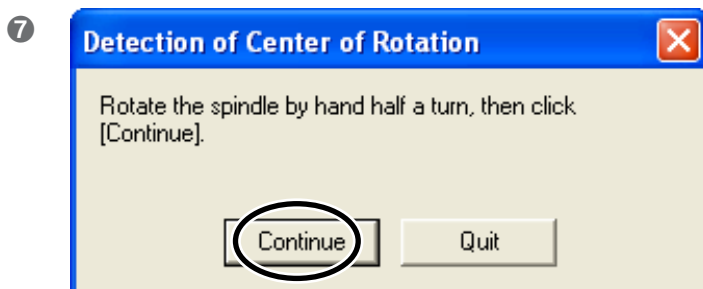 ❼
Detection of Center of Rotation
Rotate the spindle by hand half a turn, then click
[Continue].
Continue Quit